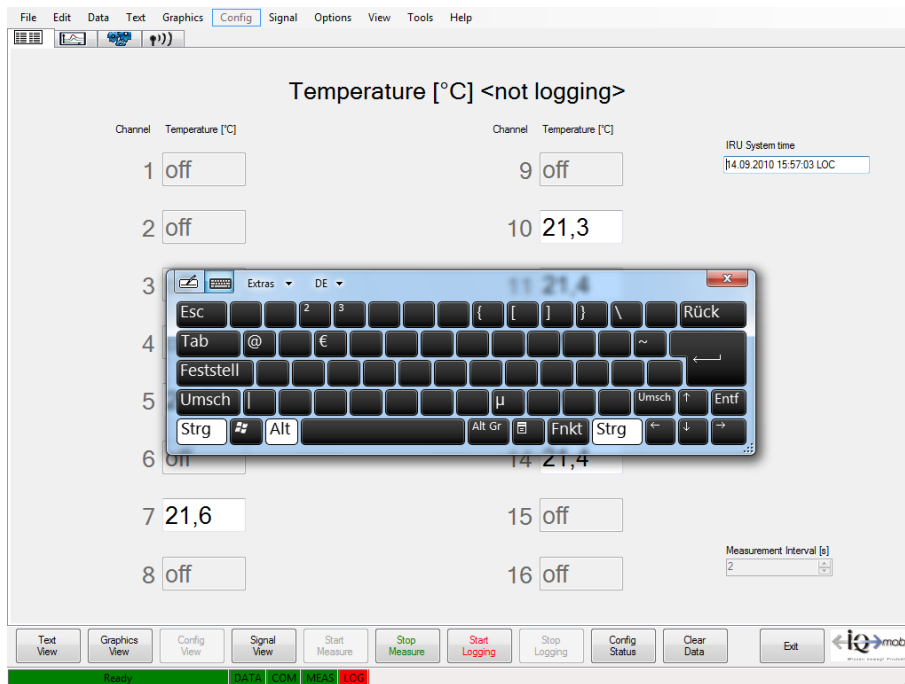 File Edit Data Text Graphics Config Signal Options View Tools Help
Temperature [°C] <not logging>
Channel Temperature [°C]
Channel Temperature [°C]
IRU System time
14.09.2010 15:57:03 LOC
1 off
9 off
2 off
10 21,3
3
11 21,4
Extras DE
Esc 2 3 { [ ] } \ Rück
4
Tab @ € ~
Feststell
5
Umsch | µ Umsch ↑ Entf
Strg Alt Alt Gr Fnkt Strg ← ↓ →
6 off
14 21,4
7 21,6
15 off
8 off
16 off
Measurement Interval [s]
2
Text View
Graphics View
Config View
Signal View
Start Measure
Stop Measure
Start Logging
Stop Logging
Config Status
Clear Data
Exit
iQ mob
Ready DATA COM MEAS LOG